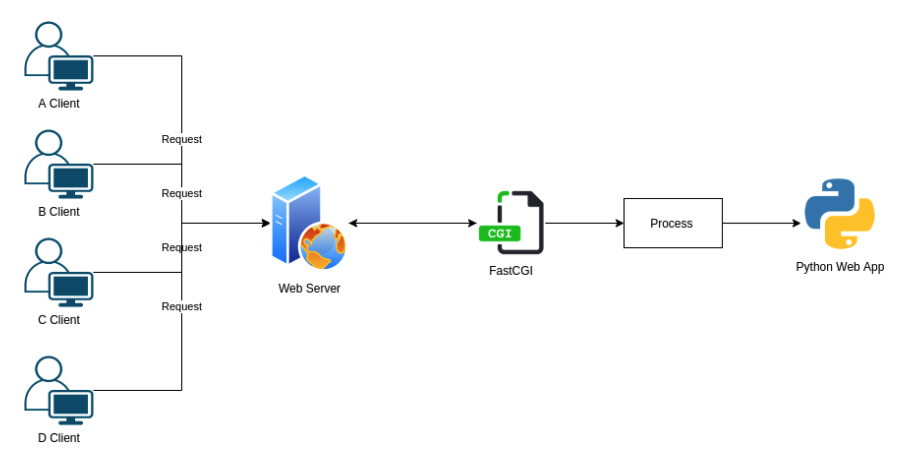 A Client
Request
B Client
Request
Request
C Client
Request
D Client
Web Server
CGI
FastCGI
Process
Python Web App